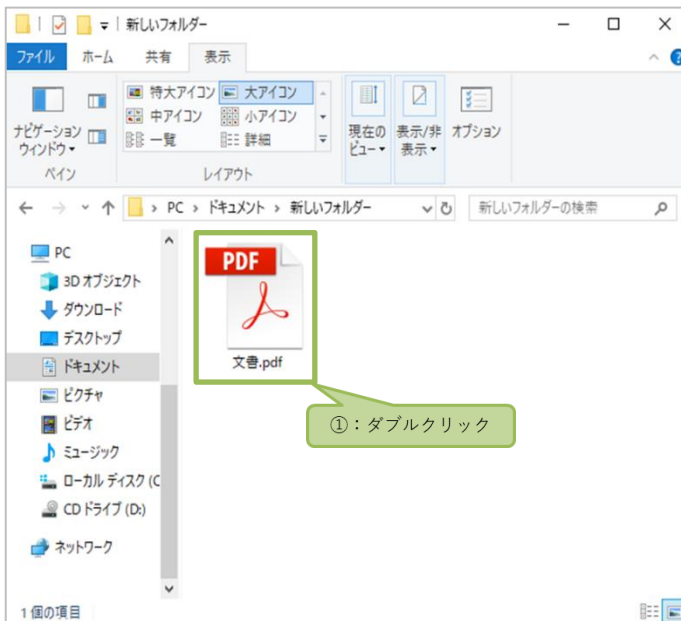 新しいフォルダー
ファイル ホーム 共有 表示
特大アイコン 大アイコン
中アイコン 小アイコン
一覧 詳細
ナビゲーション
ウィンドウ
現在の
ビュー
表示/非
表示
オプション
ペイン レイアウト
PC › ドキュメント › 新しいフォルダー
新しいフォルダーの検索
PC
3D オブジェクト
ダウンロード
デスクトップ
ドキュメント
ピクチャ
ビデオ
ミュージック
ローカル ディスク (C
CD ドライブ (D:)
ネットワーク
PDF
文書.pdf
①：ダブルクリック
1 個の項目